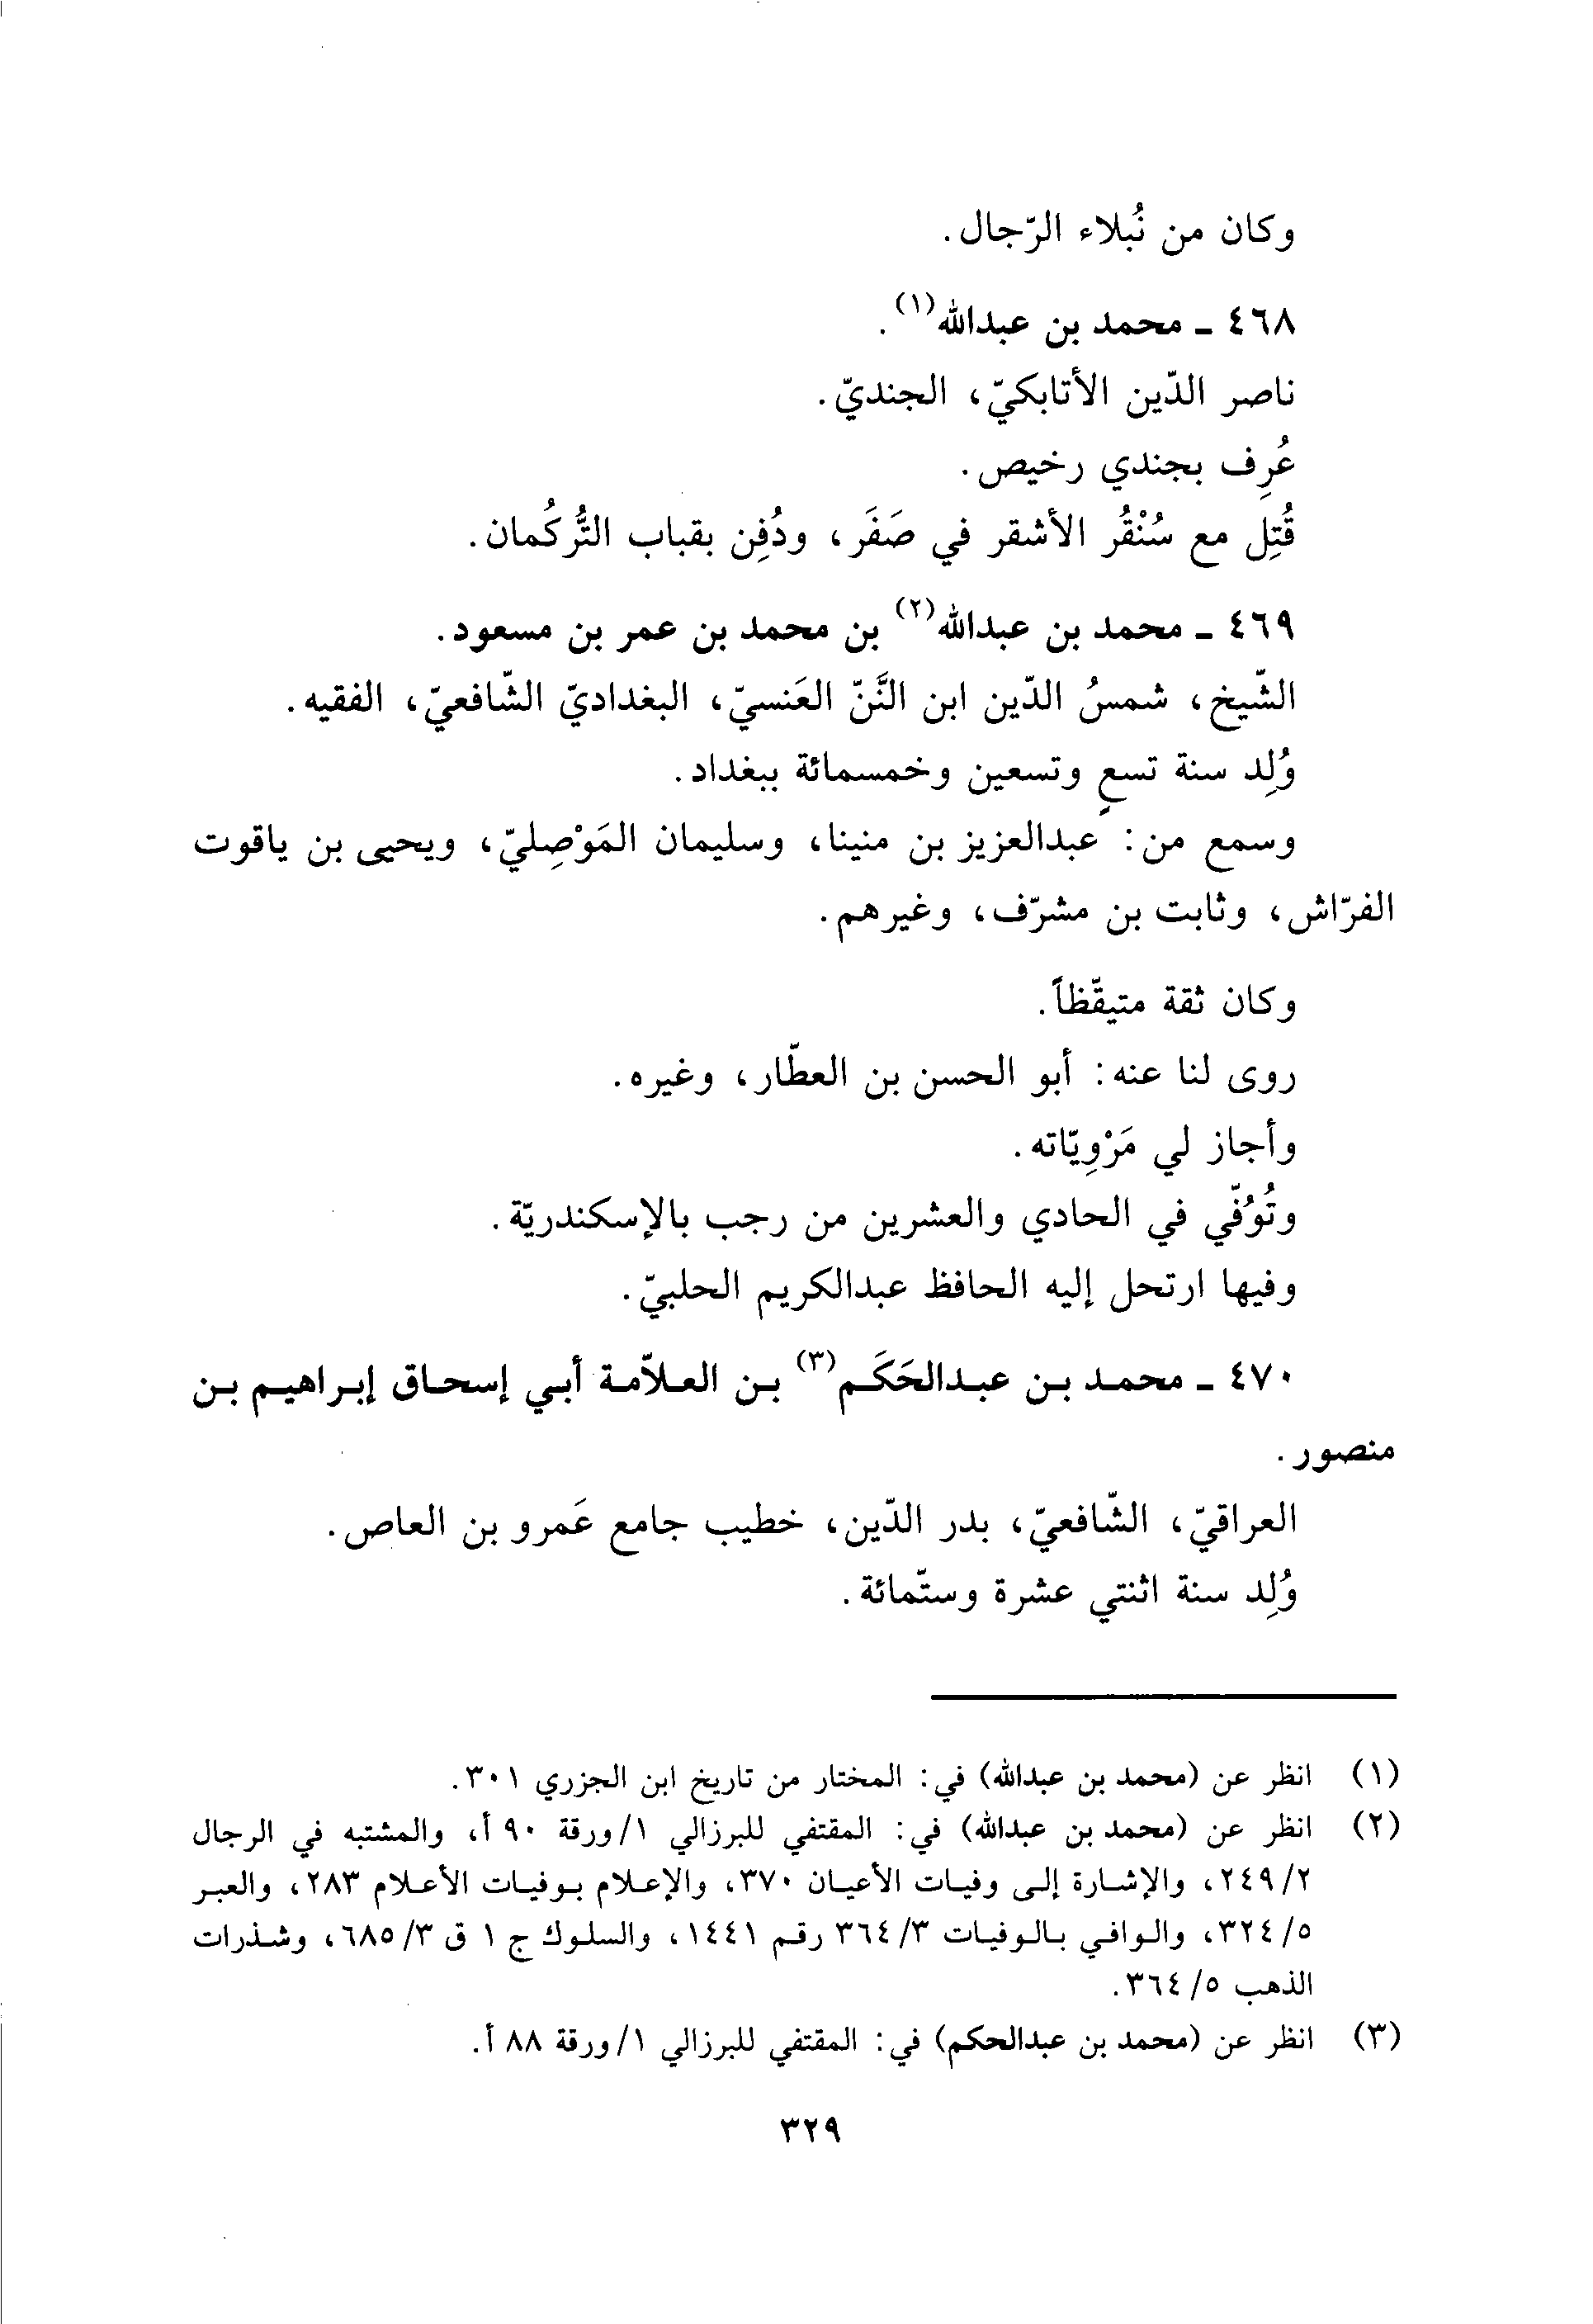 وكان من نُبلاء الرّجال.
٤٦٨ ـ محمد بن عبدالله(١).
ناصر الدّين الأتابكيّ، الجنديّ.
عُرِف بجندي رخيص.
قُتِل مع سُنْقُر الأشقر في صَفَر، ودُفِن بقباب التُّركُمان.
٤٦٩ ـ محمد بن عبدالله(٢) بن محمد بن عمر بن مسعود.
الشّيخ، شمسُ الدّين ابن النَّنّ العَنسيّ، البغداديّ الشّافعيّ، الفقيه.
وُلِد سنة تسعٍ وتسعين وخمسمائة ببغداد.
وسمع من: عبدالعزيز بن منينا، وسليمان المَوْصِليّ، ويحيى بن ياقوت
الفرّاش، وثابت بن مشرّف، وغيرهم.
وكان ثقة متيقّظاً.
روى لنا عنه: أبو الحسن بن العطّار، وغيره.
وأجاز لي مَرْوِيّاته.
وتُوُفّي في الحادي والعشرين من رجب بالإسكندريّة.
وفيها ارتحل إليه الحافظ عبدالكريم الحلبيّ.
٤٧٠ ـ محمد بن عبدالحَكَم(٣) بن العلاّمة أبي إسحاق إبراهيم بن
منصور.
العراقيّ، الشّافعيّ، بدر الدّين، خطيب جامع عَمرو بن العاص.
وُلِد سنة اثنتي عشرة وستّمائة.
(١) انظر عن (محمد بن عبدالله) في: المختار من تاريخ ابن الجزري ٣٠١.
(٢) انظر عن (محمد بن عبدالله) في: المقتفي للبرزالي ١/ورقة ٩٠ أ، والمشتبه في الرجال
٢/٢٤٩، والإشارة إلى وفيات الأعيان ٣٧٠، والإعلام بوفيات الأعلام ٢٨٣، والعبر
٥/٣٢٤، والوافي بالوفيات ٣/٣٦٤ رقم ١٤٤١، والسلوك ج ١ ق ٣/٦٨٥، وشذرات
الذهب ٥/٣٦٤.
(٣) انظر عن (محمد بن عبدالحكم) في: المقتفي للبرزالي ١/ورقة ٨٨ أ.
٣٢٩